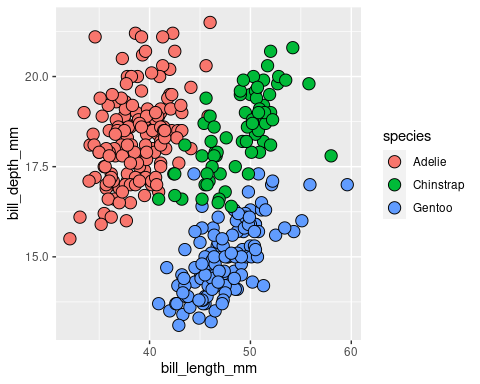 20.0
17.5
15.0
bill_depth_mm
40
50
60
bill_length_mm
species
Adelie
Chinstrap
Gentoo